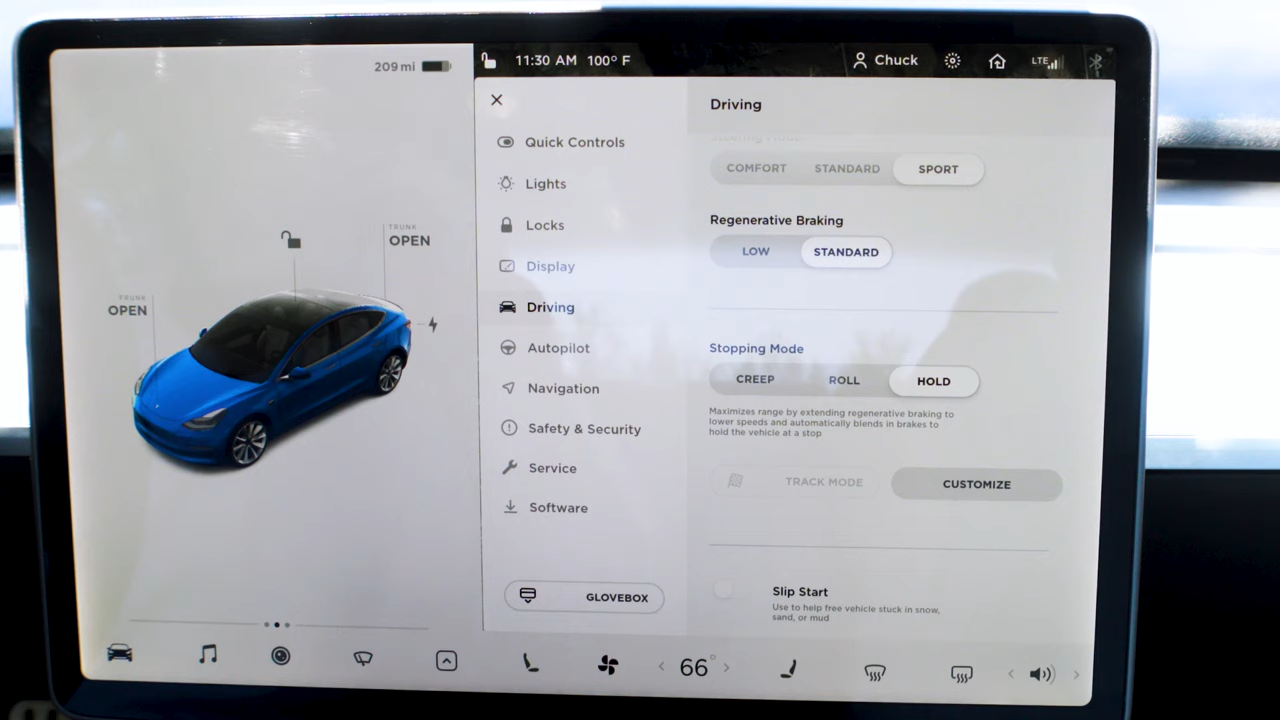 209 mi
11:30 AM 100° F
Chuck
LTE
TRUNK
OPEN
FRUNK
OPEN
Quick Controls
Lights
Locks
Display
Driving
Autopilot
Navigation
Safety & Security
Service
Software
GLOVEBOX
Driving
Steering Mode
COMFORT STANDARD SPORT
Regenerative Braking
LOW STANDARD
Stopping Mode
CREEP ROLL HOLD
Maximizes range by extending regenerative braking to
lower speeds and automatically blends in brakes to
hold the vehicle at a stop
TRACK MODE CUSTOMIZE
Slip Start
Use to help free vehicle stuck in snow,
sand, or mud
66°